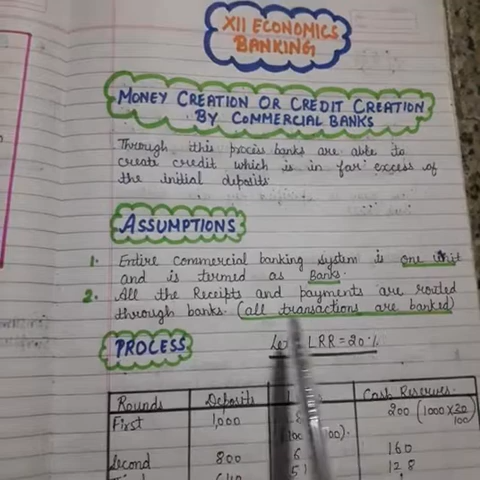 XII ECONOMICS
BANKING
MONEY CREATION OR CREDIT CREATION
BY COMMERCIAL BANKS
Through this process banks are able to
create credit which is in far excess of
the initial deposits.
ASSUMPTIONS
1. Entire commercial banking system is one unit
and is termed as Banks.
2. All the Receipts and payments are routed
through banks. (all transactions are banked)
PROCESS
LRR = 20%
Rounds Deposits Cash Reserves.
First 1,000 200 (1000 × 20/100)
Second 800 160
640 128